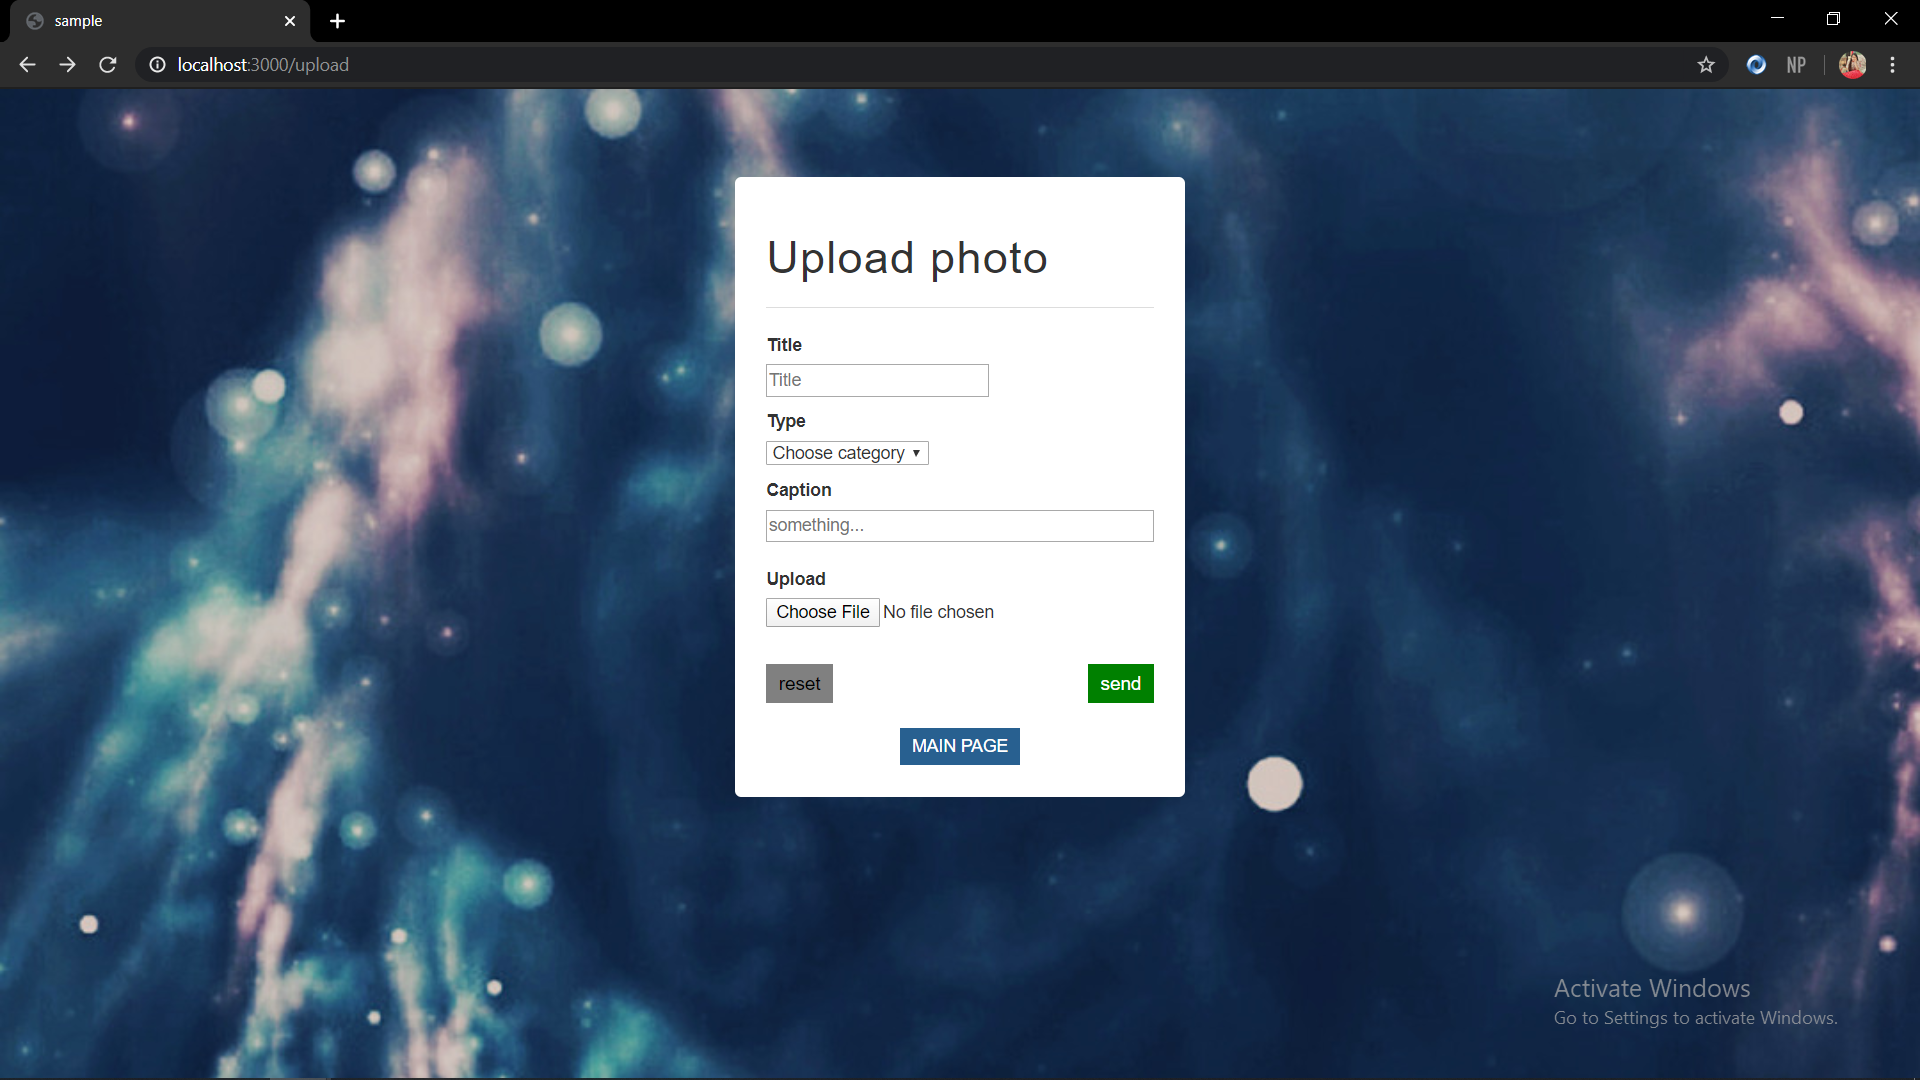 sample
localhost:3000/upload
NP
Upload photo
Title
Title
Type
Choose category
Caption
something...
Upload
Choose File No file chosen
reset send
MAIN PAGE
Activate Windows
Go to Settings to activate Windows.